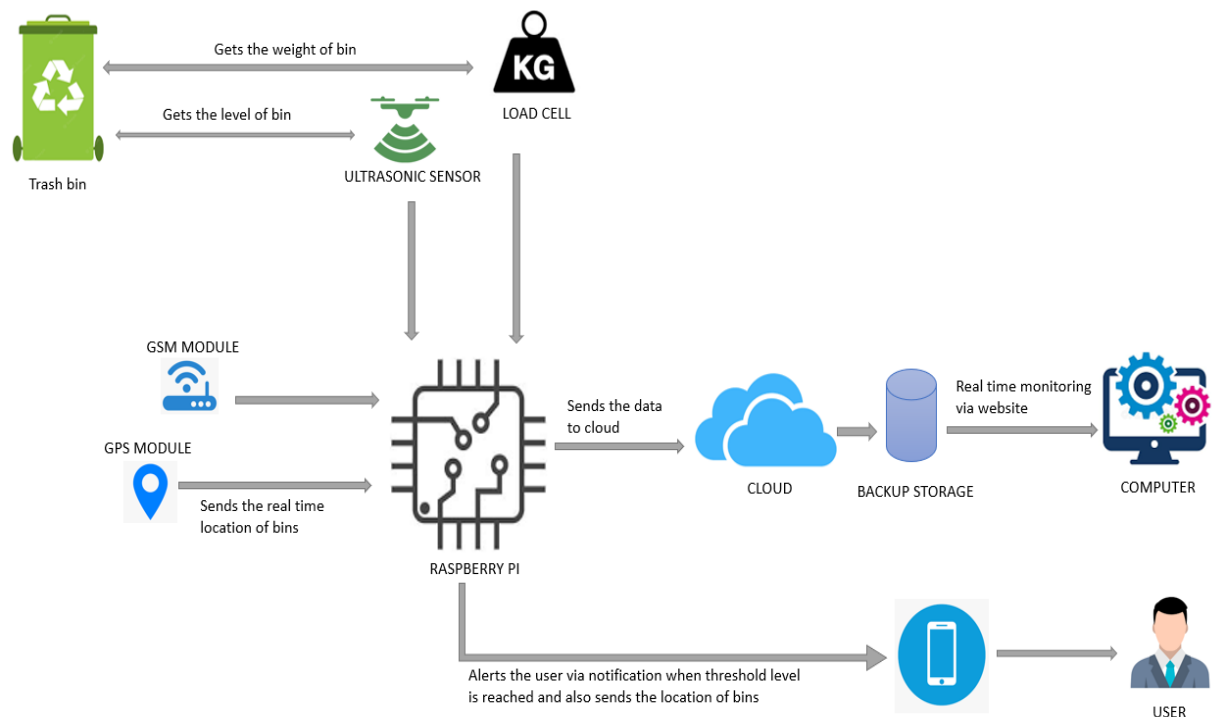 Gets the weight of bin
KG
LOAD CELL
Gets the level of bin
ULTRASONIC SENSOR
Trash bin
GSM MODULE
GPS MODULE
Sends the real time
location of bins
RASPBERRY PI
Sends the data
to cloud
CLOUD
BACKUP STORAGE
Real time monitoring
via website
COMPUTER
Alerts the user via notification when threshold level
is reached and also sends the location of bins
USER